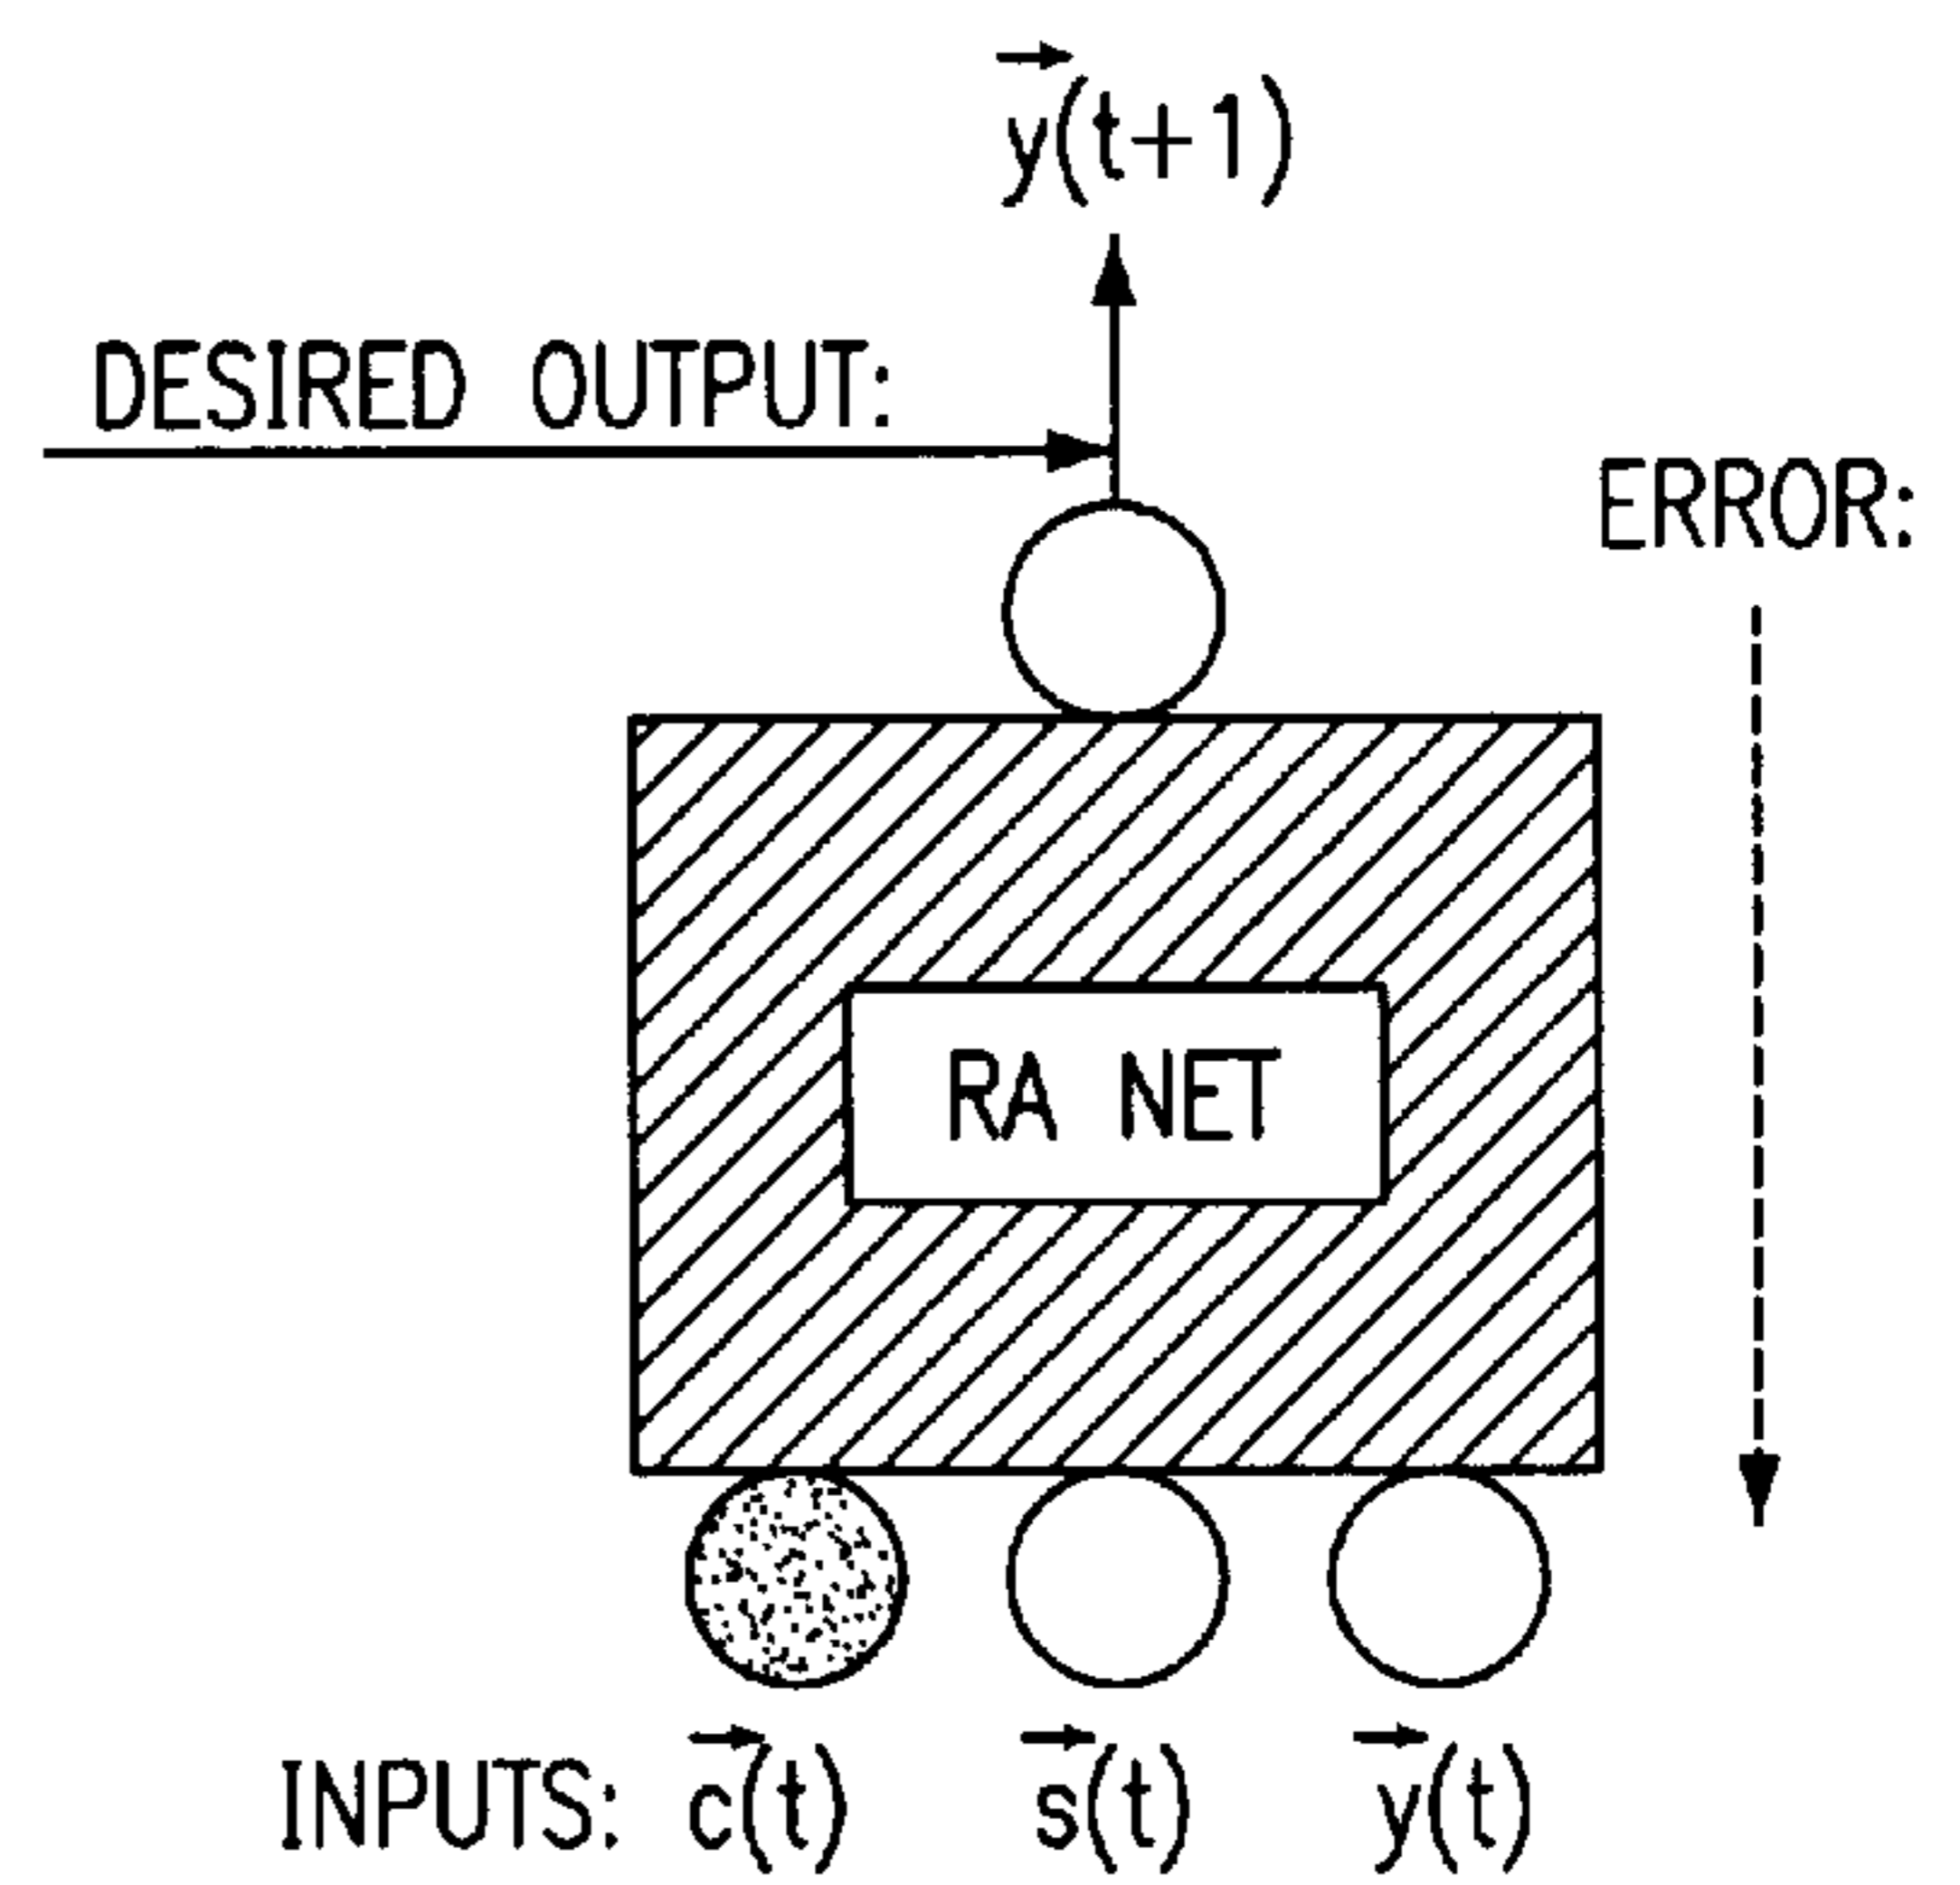 y⃗(t+1)
DESIRED OUTPUT:
ERROR:
RA NET
INPUTS: c⃗(t) s⃗(t) y⃗(t)